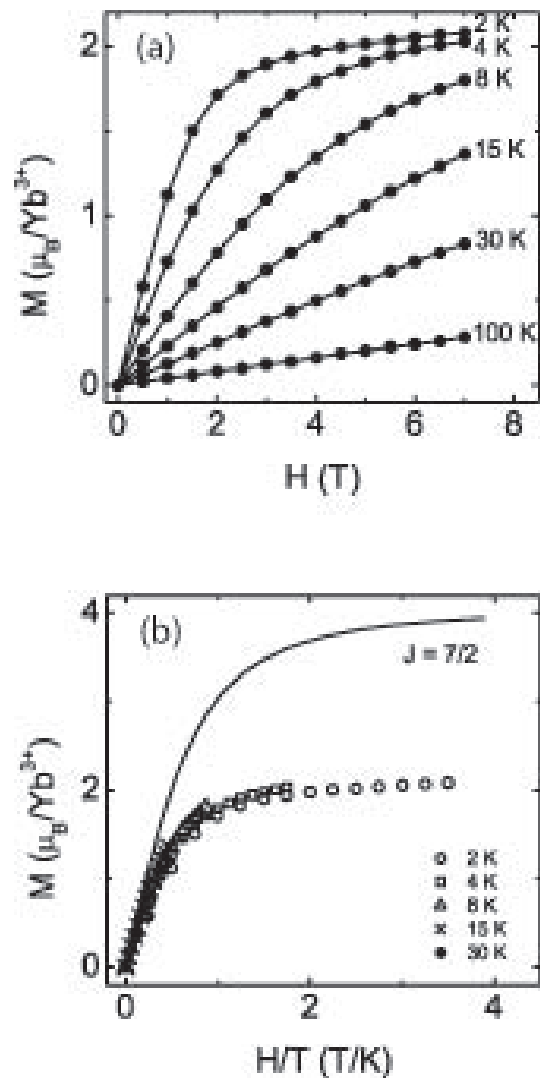 (a)
2 K
4 K
8 K
15 K
30 K
100 K
2
1
0
M (μB/Yb3+)
0 2 4 6 8
H (T)
(b)
J = 7/2
4
2
0
M (μB/Yb3+)
2 K
4 K
8 K
15 K
30 K
0 2 4
H/T (T/K)